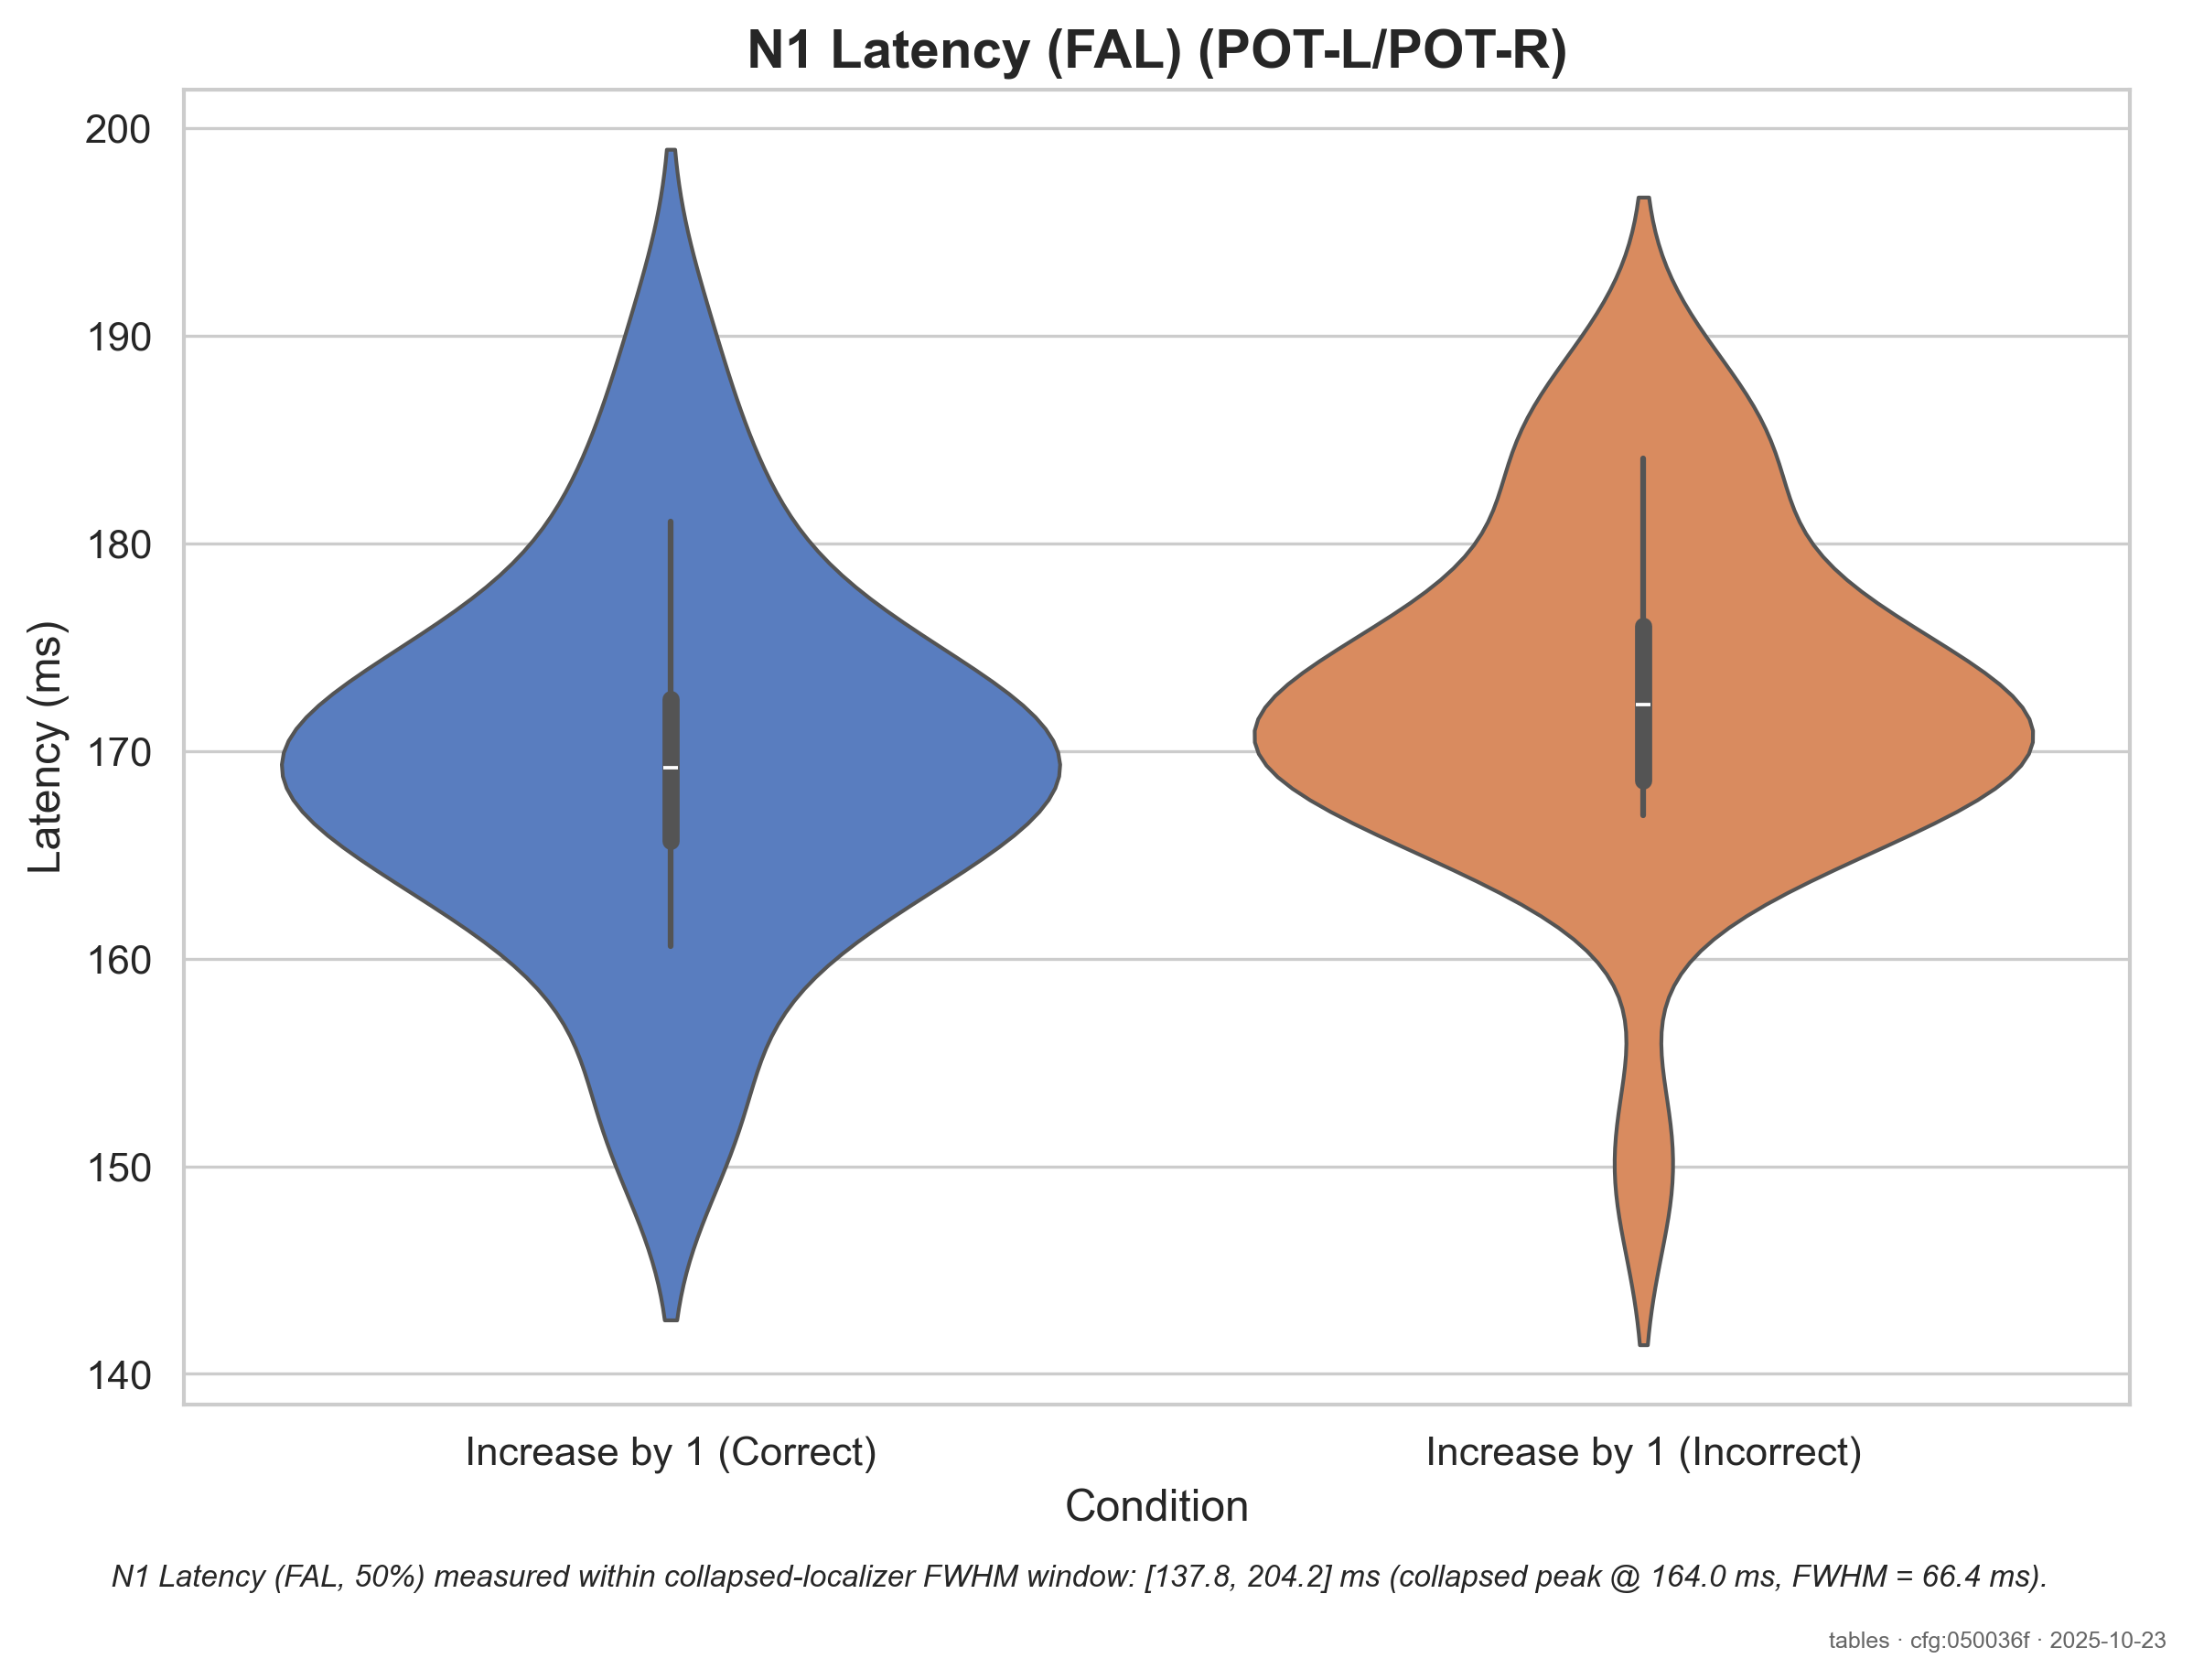 N1 Latency (FAL) (POT-L/POT-R)
Latency (ms)
200
190
180
170
160
150
140
Increase by 1 (Correct)
Increase by 1 (Incorrect)
Condition
N1 Latency (FAL, 50%) measured within collapsed-localizer FWHM window: [137.8, 204.2] ms (collapsed peak @ 164.0 ms, FWHM = 66.4 ms).
tables · cfg:050036f · 2025-10-23